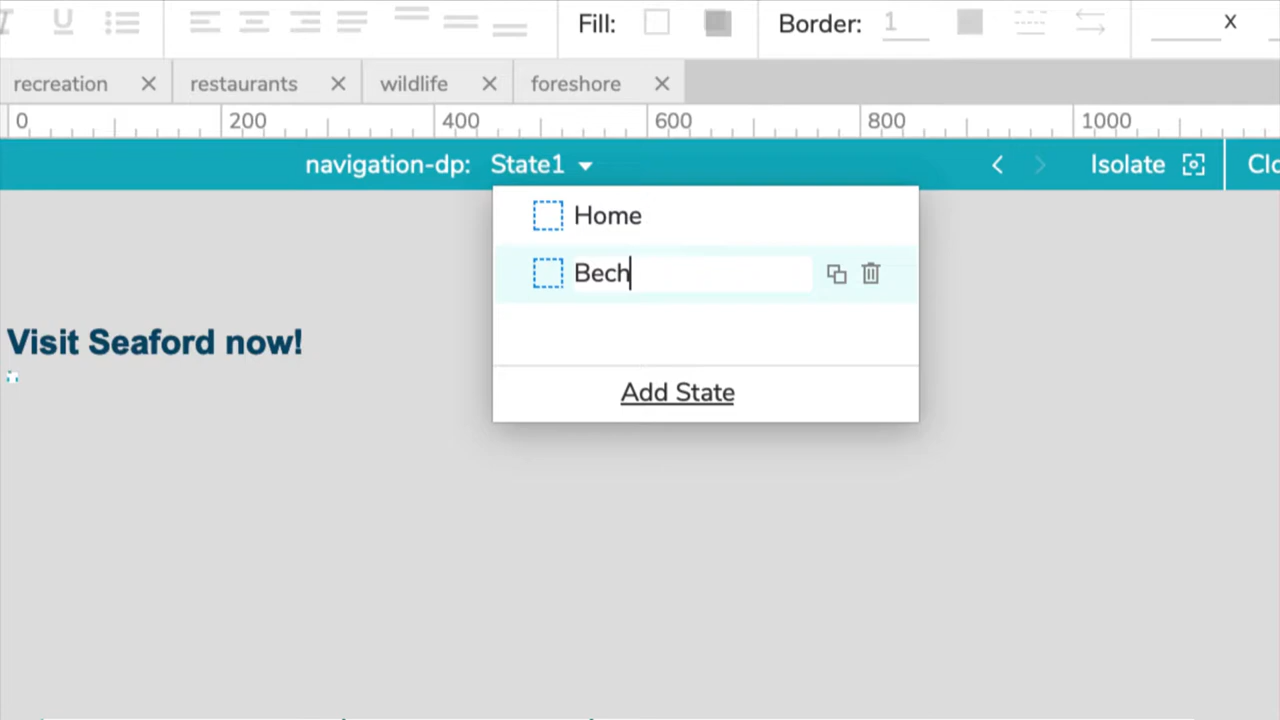 Fill: Border: 1 X
recreation restaurants wildlife foreshore
0 200 400 600 800 1000
navigation-dp: State1 Isolate Clo
Home
Bech
Visit Seaford now!
Add State